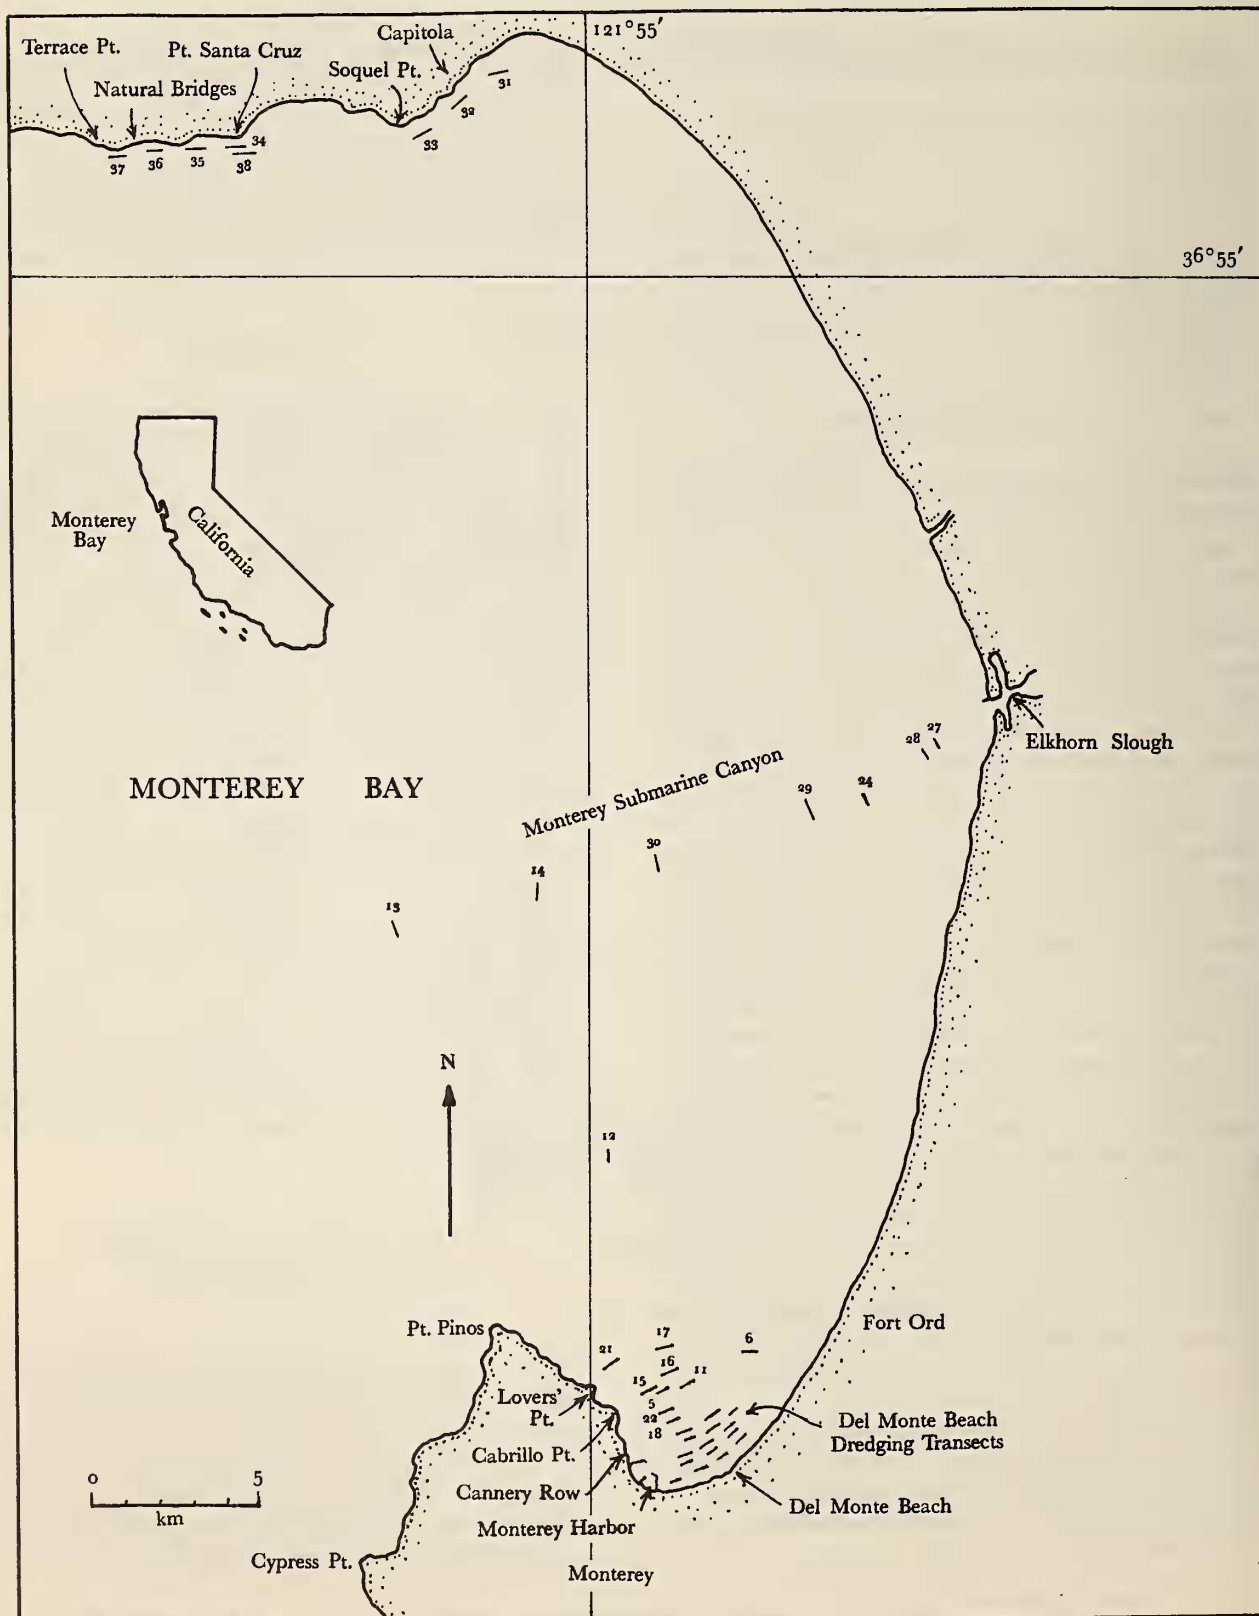 121°55′
Capitola
Terrace Pt.
Pt. Santa Cruz
Soquel Pt.
Natural Bridges
31
32
33
34
35
36
37
38
36°55′
Monterey
Bay
California
Elkhorn Slough
27
28
MONTEREY BAY
Monterey Submarine Canyon
24
29
30
14
13
N
12
Fort Ord
Pt. Pinos
17
6
21
16
11
15
5
22
18
Lovers'
Pt.
Del Monte Beach
Dredging Transects
Cabrillo Pt.
0 5
km
Cannery Row
Del Monte Beach
Monterey Harbor
Cypress Pt.
Monterey